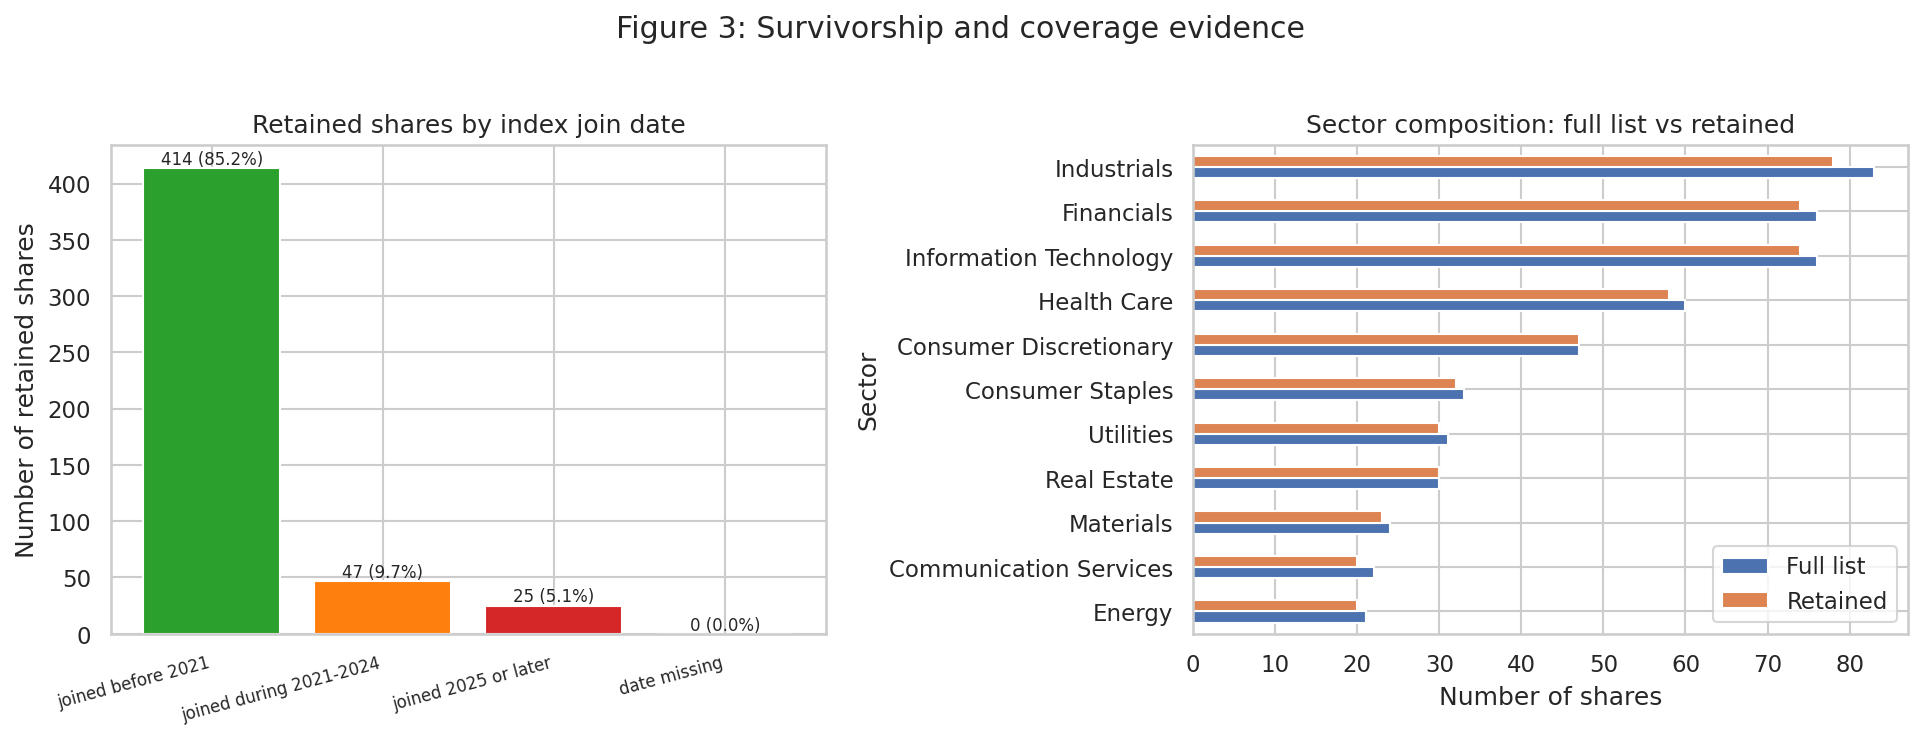 Figure 3: Survivorship and coverage evidence
Retained shares by index join date
Number of retained shares
400
350
300
250
200
150
100
50
0
414 (85.2%)
47 (9.7%)
25 (5.1%)
0 (0.0%)
joined before 2021
joined during 2021-2024
joined 2025 or later
date missing
Sector composition: full list vs retained
Sector
Industrials
Financials
Information Technology
Health Care
Consumer Discretionary
Consumer Staples
Utilities
Real Estate
Materials
Communication Services
Energy
Full list
Retained
0
10
20
30
40
50
60
70
80
Number of shares